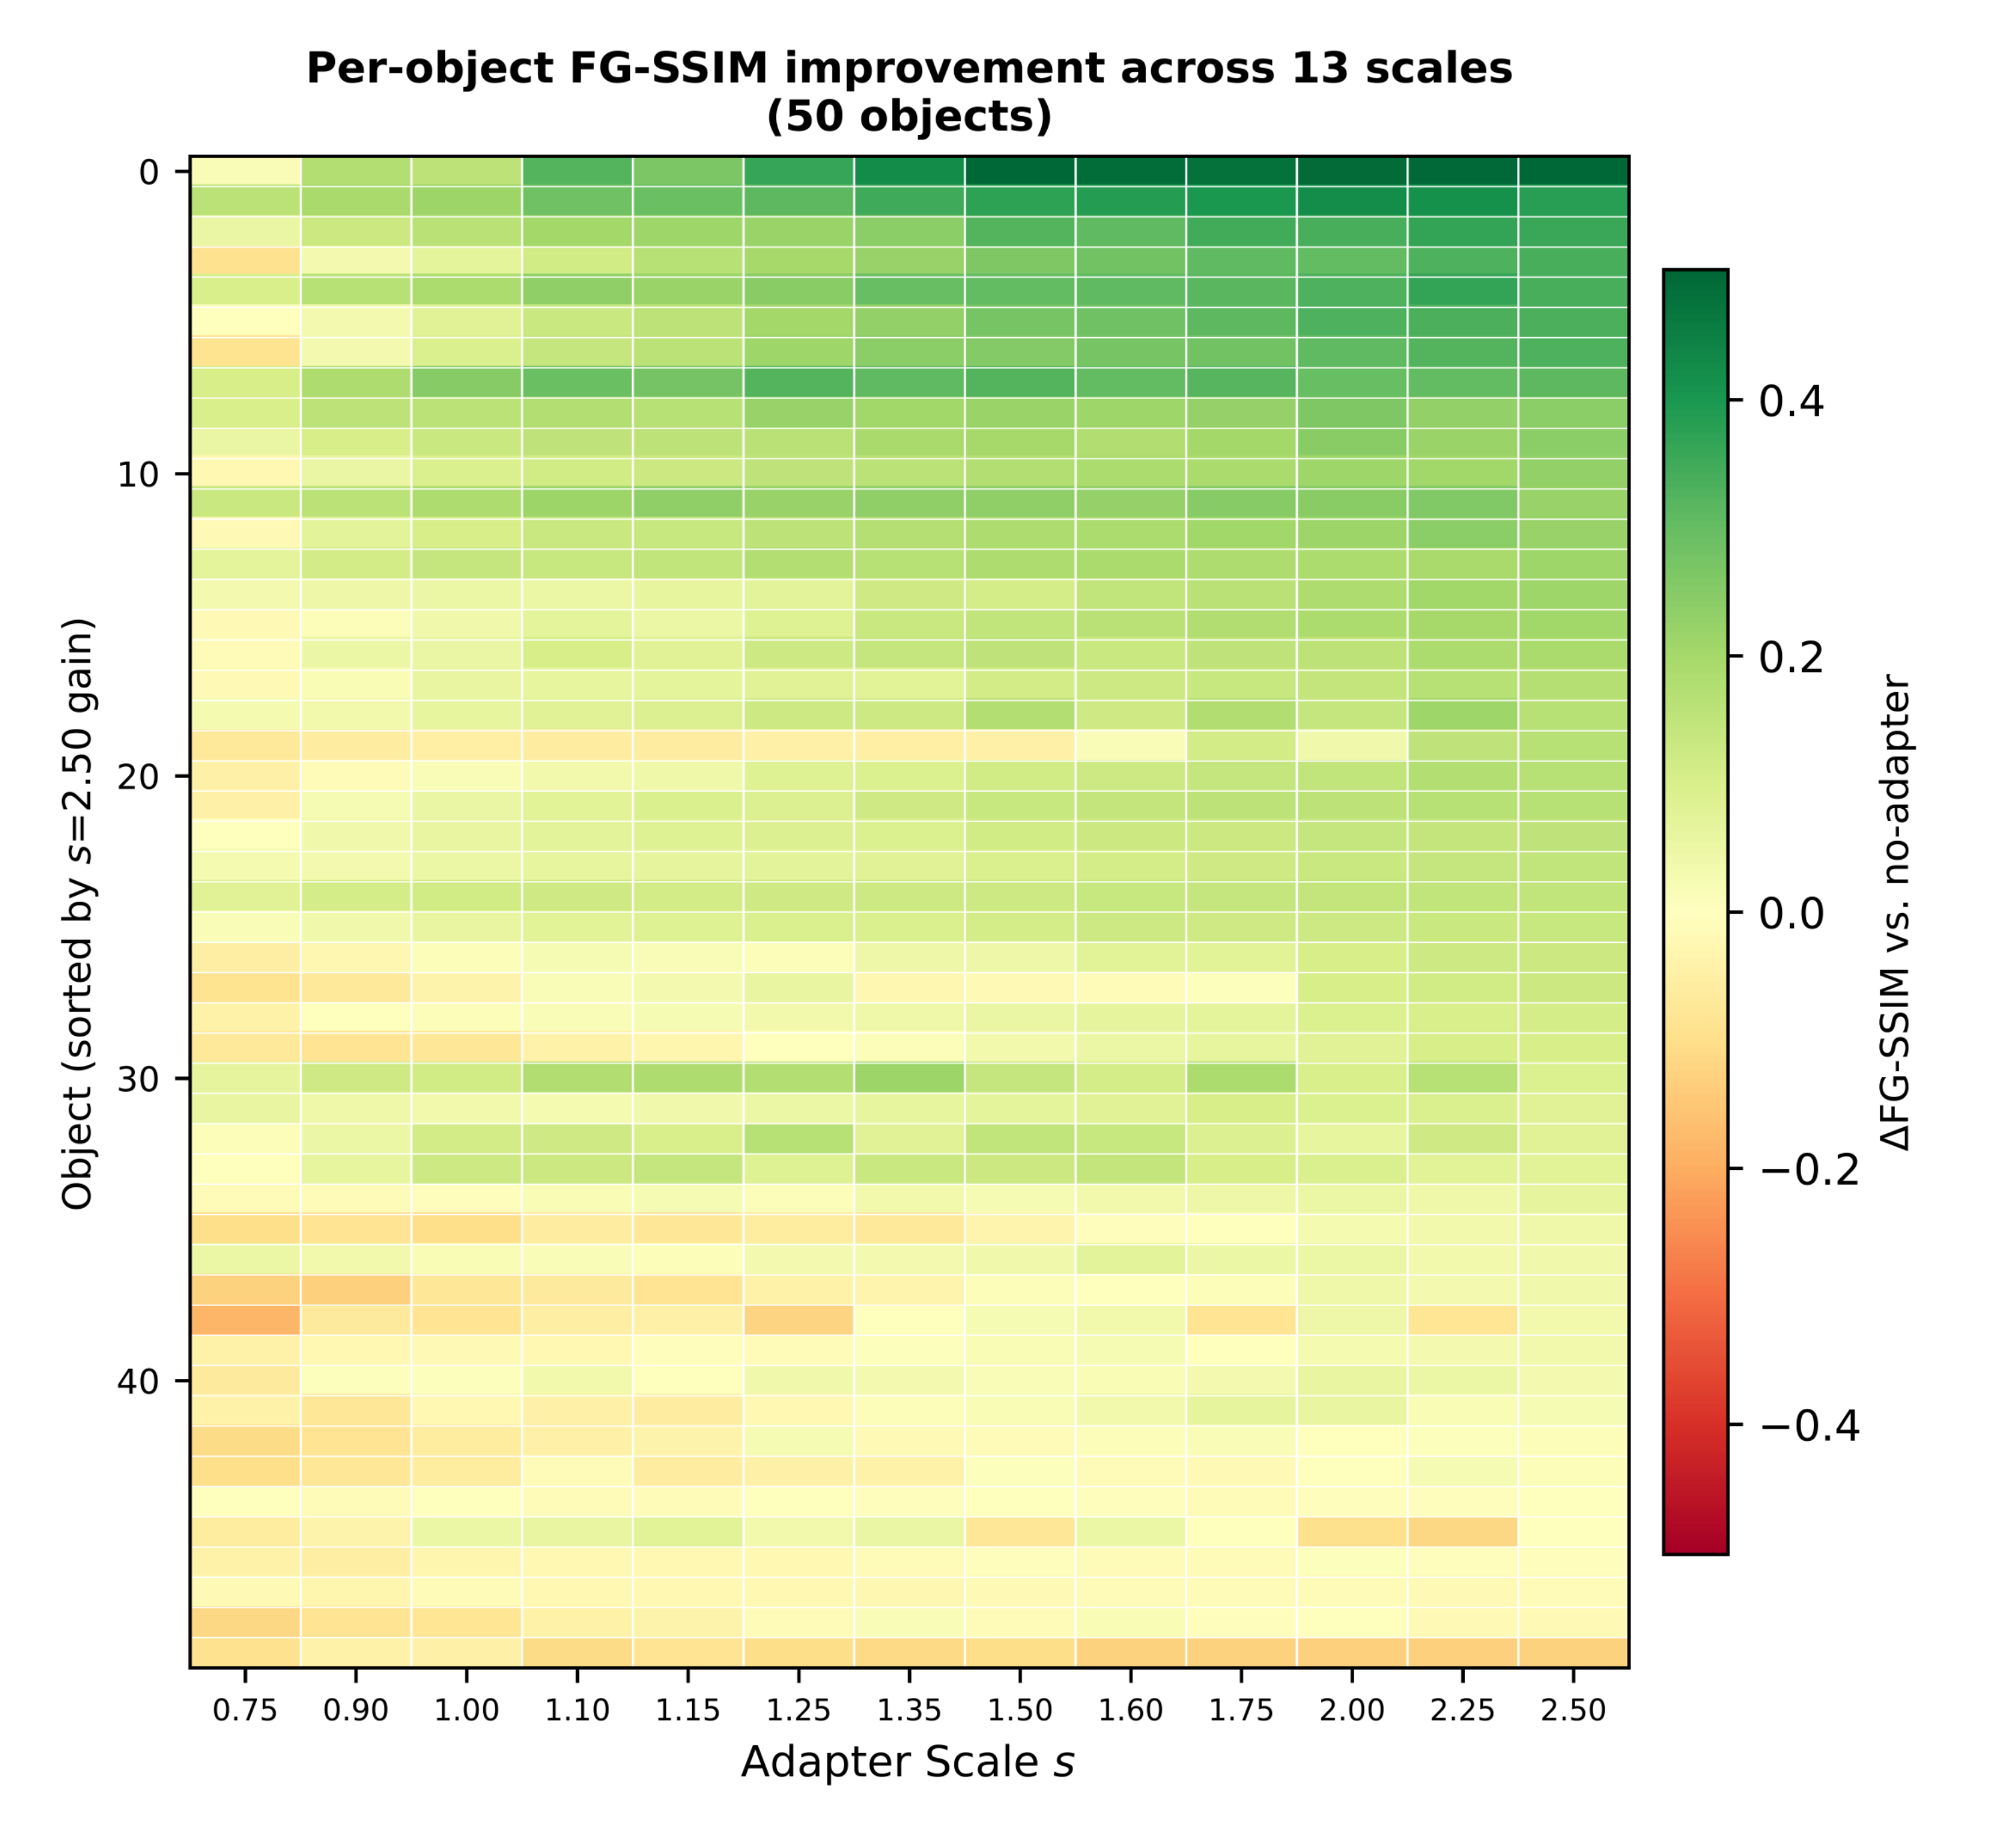 Per-object FG-SSIM improvement across 13 scales
(50 objects)
Object (sorted by s=2.50 gain)
0
10
20
30
40
0.75 0.90 1.00 1.10 1.15 1.25 1.35 1.50 1.60 1.75 2.00 2.25 2.50
Adapter Scale s
0.4
0.2
0.0
−0.2
−0.4
ΔFG-SSIM vs. no-adapter